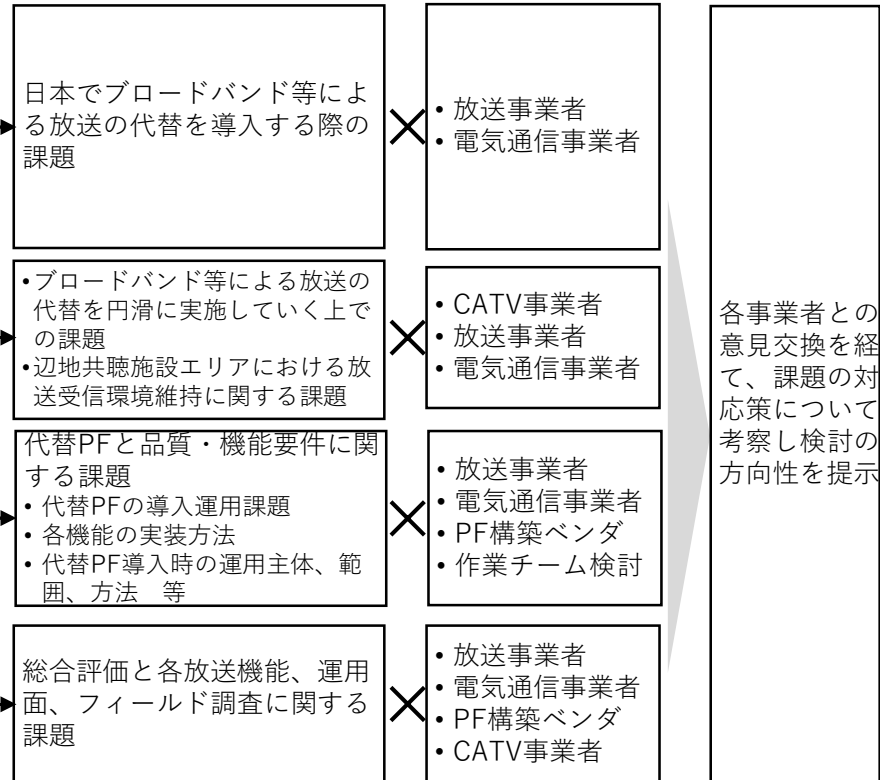 日本でブロードバンド等によ
る放送の代替を導入する際の
課題
• 放送事業者
• 電気通信事業者
•ブロードバンド等による放送の
代替を円滑に実施していく上で
の課題
•辺地共聴施設エリアにおける放
送受信環境維持に関する課題
• CATV事業者
• 放送事業者
• 電気通信事業者
代替PFと品質・機能要件に関
する課題
• 代替PFの導入運用課題
• 各機能の実装方法
• 代替PF導入時の運用主体、範
囲、方法　等
• 放送事業者
• 電気通信事業者
• PF構築ベンダ
• 作業チーム検討
総合評価と各放送機能、運用
面、フィールド調査に関する
課題
• 放送事業者
• 電気通信事業者
• PF構築ベンダ
• CATV事業者
各事業者との
意見交換を経
て、課題の対
応策について
考察し検討の
方向性を提示